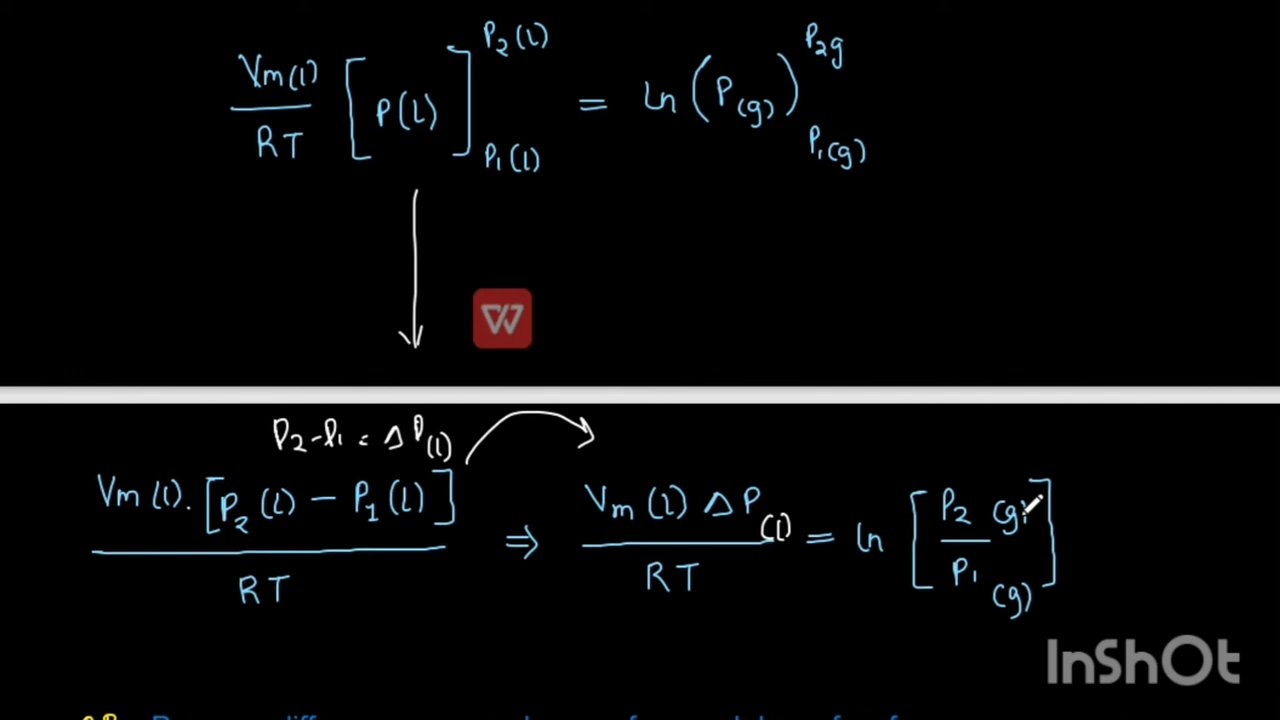 Vm(l) / RT [P(l)] P₂(l) P₁(l) = ln (P(g)) P₂g P₁(g)
P₂-P₁ = ΔP(l)
Vm(l). [P₂(l) – P₁(l)] / RT ⇒ Vm(l) ΔP(l) / RT = ln [P₂(g) / P₁(g)]
InShOt